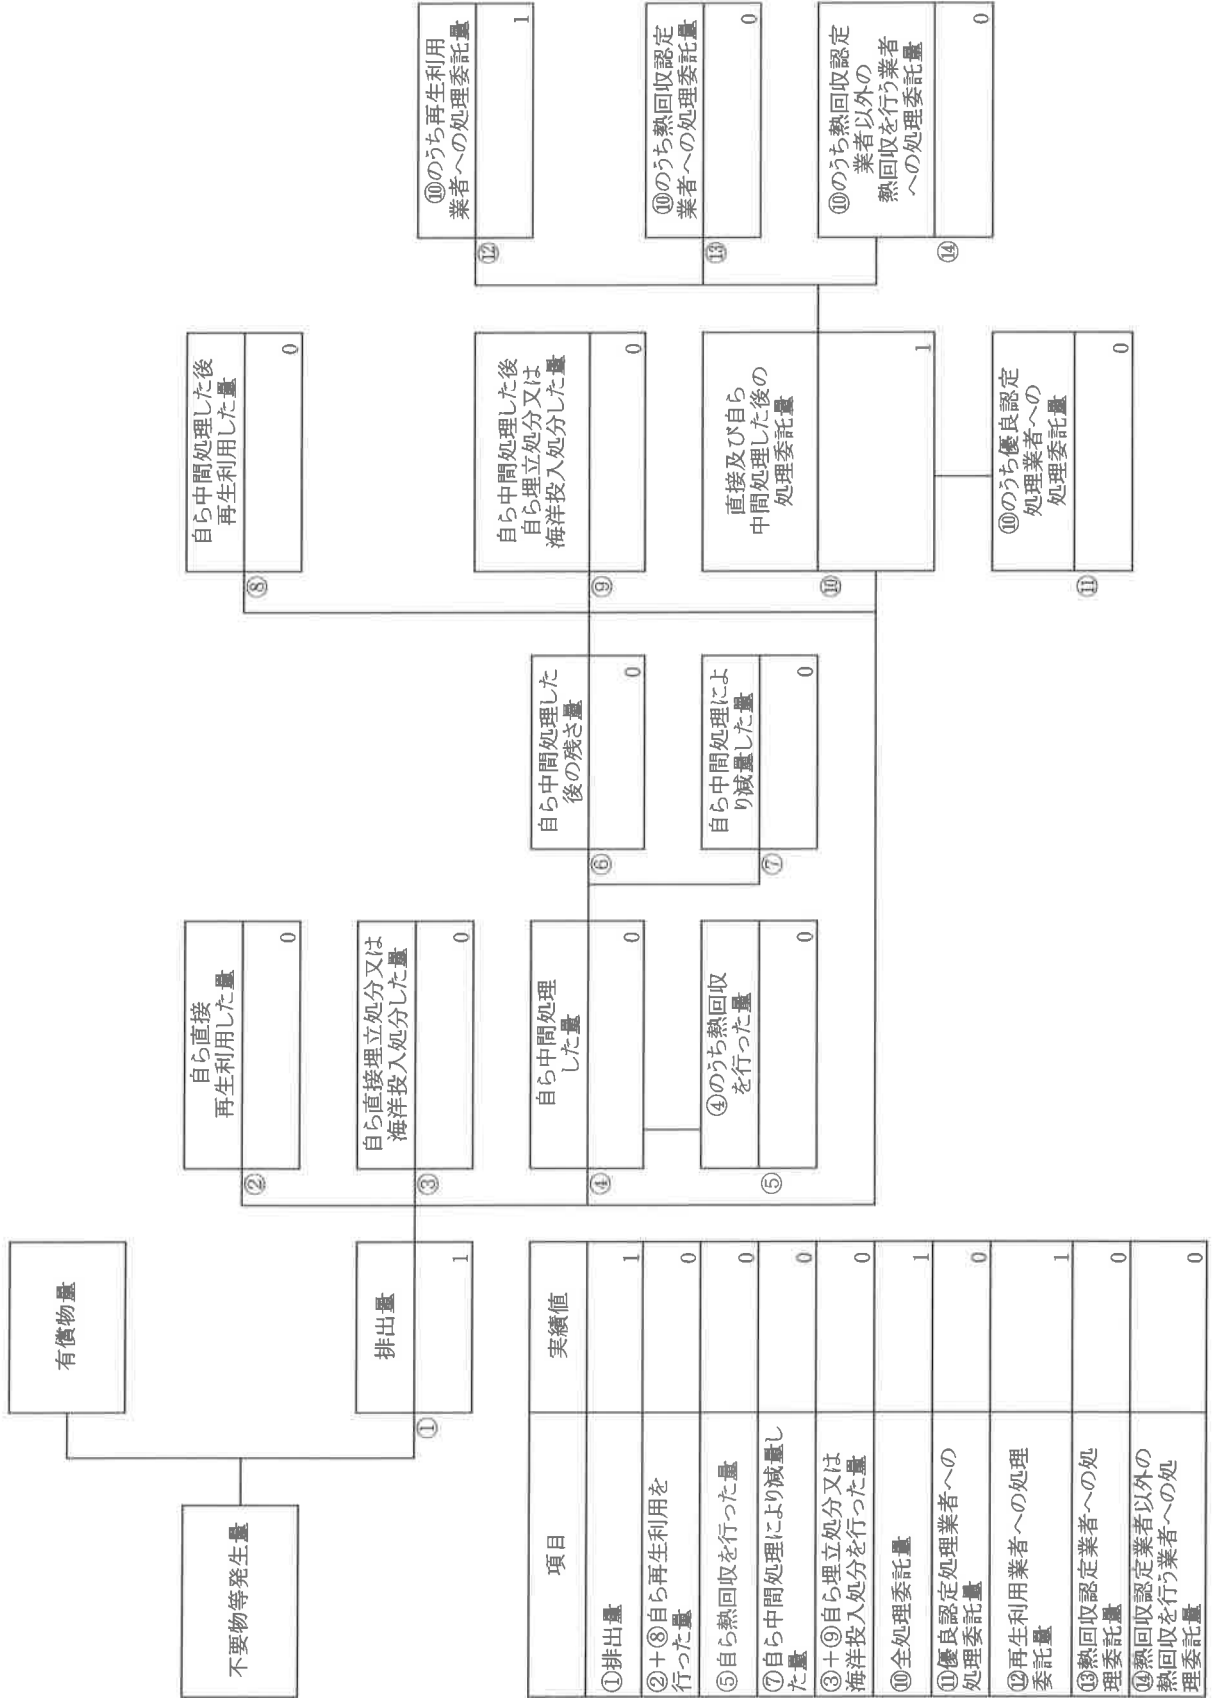 不要物等発生量
有償物量
①
排出量
1
②
自ら直接
再生利用した量
0
③
自ら直接埋立処分又は
海洋投入処分した量
0
④
自ら中間処理
した量
0
⑤
④のうち熱回収
を行った量
0
⑥
自ら中間処理した
後の残さ量
0
⑦
自ら中間処理によ
り減量した量
0
⑧
自ら中間処理した後
再生利用した量
0
⑨
自ら中間処理した後
自ら埋立処分又は
海洋投入処分した量
0
⑩
直接及び自ら
中間処理した後の
処理委託量
1
⑪
⑩のうち優良認定
処理業者への
処理委託量
0
⑫
⑩のうち再生利用
業者への処理委託量
1
⑬
⑩のうち熱回収認定
業者への処理委託量
0
⑭
⑩のうち熱回収認定
業者以外の
熱回収を行う業者
への処理委託量
0
項目 実績値
①排出量 1
②+⑧自ら再生利用を
行った量 0
⑤自ら熱回収を行った量 0
⑦自ら中間処理により減量し
た量 0
③+⑨自ら埋立処分又は
海洋投入処分を行った量 0
⑩全処理委託量 1
⑪優良認定処理業者への
処理委託量 0
⑫再生利用業者への処理
委託量 1
⑬熱回収認定業者への処
理委託量 0
⑭熱回収認定業者以外の
熱回収を行う業者への処
理委託量 0